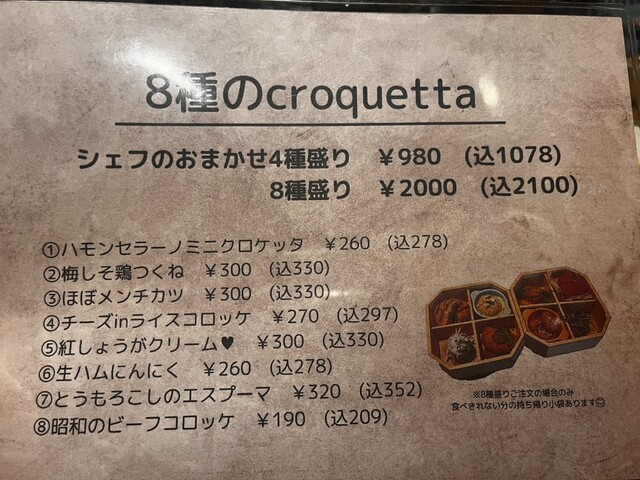 8種のcroquetta
シェフのおまかせ4種盛り ￥980 (込1078)
8種盛り ￥2000 (込2100)
①ハモンセラーノミニクロケッタ ￥260 (込278)
②梅しそ鶏つくね ￥300 (込330)
③ほぼメンチカツ ￥300 (込330)
④チーズinライスコロッケ ￥270 (込297)
⑤紅しょうがクリーム♥ ￥300 (込330)
⑥生ハムにんにく ￥260 (込278)
⑦とうもろこしのエスプーマ ￥320 (込352)
⑧昭和のビーフコロッケ ￥190 (込209)
※8種盛りご注文の場合のみ
食べきれない分の持ち帰り小袋あります😊